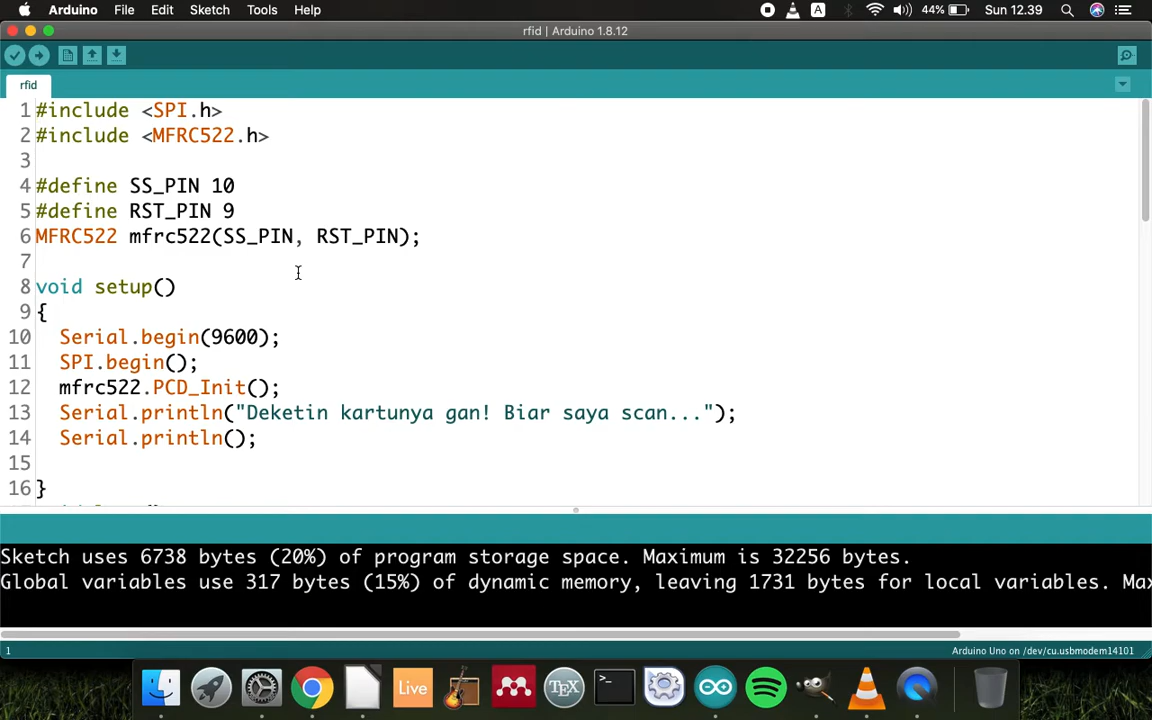 Arduino File Edit Sketch Tools Help A 44% Sun 12.39
rfid | Arduino 1.8.12
rfid
1 #include <SPI.h>
2 #include <MFRC522.h>
3
4 #define SS_PIN 10
5 #define RST_PIN 9
6 MFRC522 mfrc522(SS_PIN, RST_PIN);
7
8 void setup()
9 {
10 Serial.begin(9600);
11 SPI.begin();
12 mfrc522.PCD_Init();
13 Serial.println("Deketin kartunya gan! Biar saya scan...");
14 Serial.println();
15
16 }
Sketch uses 6738 bytes (20%) of program storage space. Maximum is 32256 bytes.
Global variables use 317 bytes (15%) of dynamic memory, leaving 1731 bytes for local variables. Max
1 Arduino Uno on /dev/cu.usbmodem14101
Live TEX >_